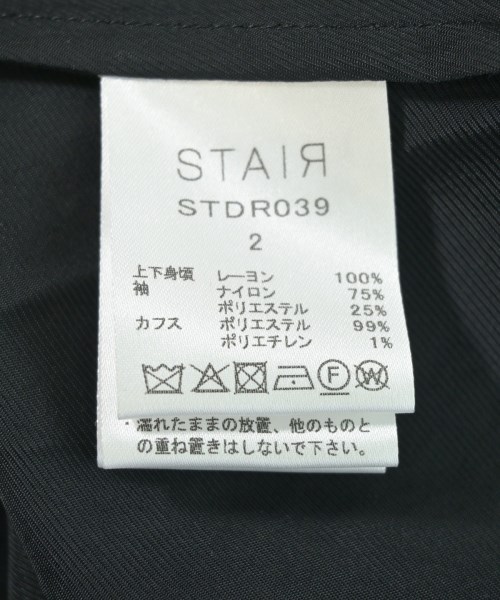 STAIR
STDR039
2
上下身頃 レーヨン 100%
袖 ナイロン 75%
ポリエステル 25%
カフス ポリエステル 99%
ポリエチレン 1%
F W
・濡れたままの放置、他のものと
の重ね置きはしないで下さい。